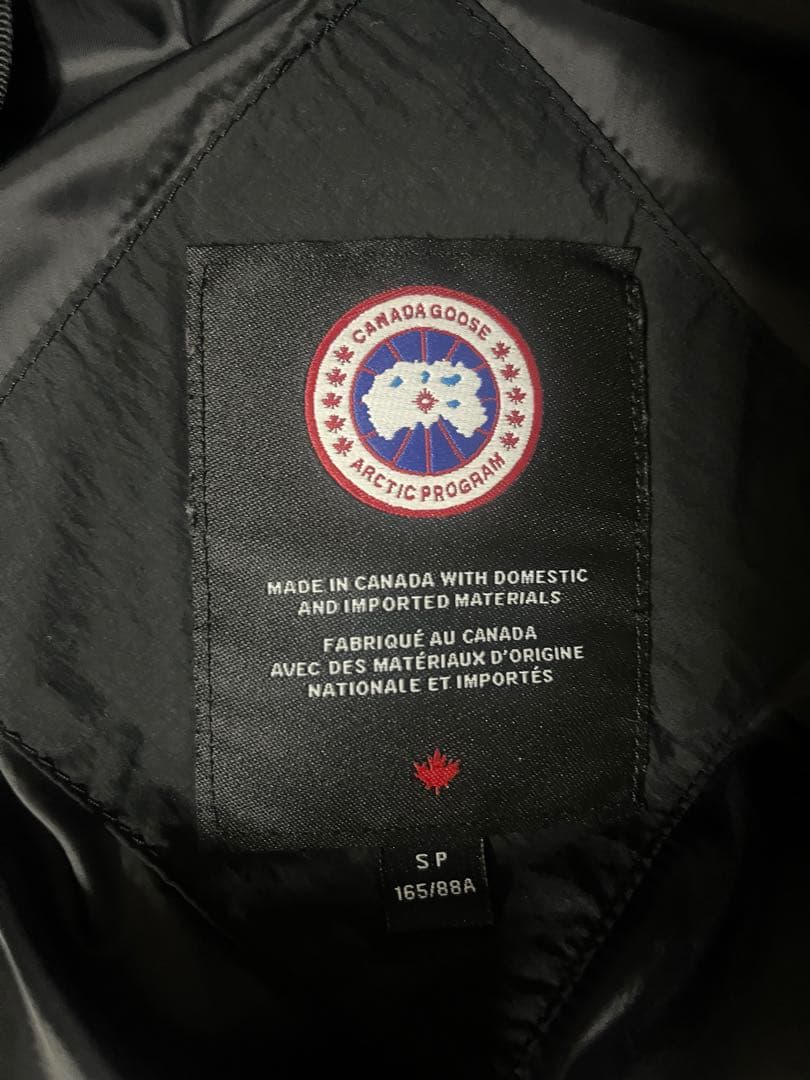 CANADA GOOSE
ARCTIC PROGRAM
MADE IN CANADA WITH DOMESTIC
AND IMPORTED MATERIALS
FABRIQUÉ AU CANADA
AVEC DES MATÉRIAUX D'ORIGINE
NATIONALE ET IMPORTÉS
S P
165/88A